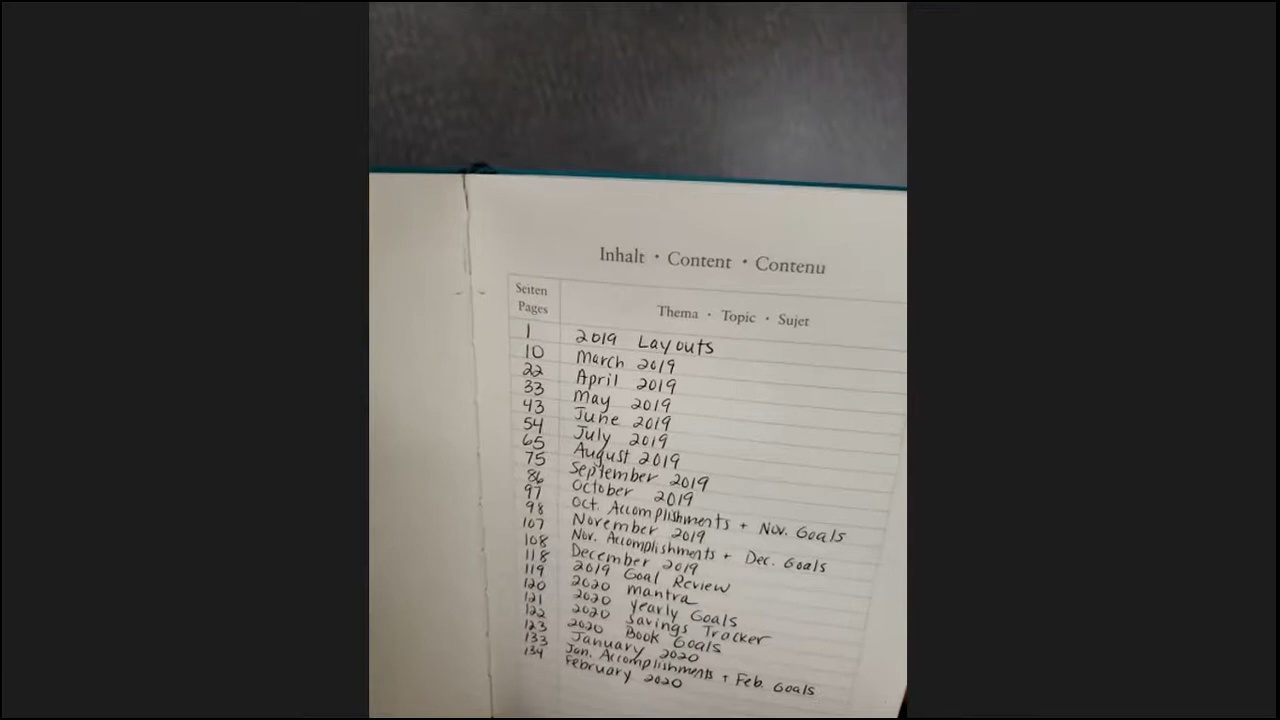 Inhalt · Content · Contenu
Seiten
Pages
Thema · Topic · Sujet
1 2019 Layouts
10 March 2019
22 April 2019
33 May 2019
43 June 2019
54 July 2019
65 August 2019
75 September 2019
86 October 2019
97 Oct. Accomplishments + Nov. Goals
98 November 2019
107 Nov. Accomplishments + Dec. Goals
108 December 2019
118 2019 Goal Review
119 2020 mantra
120 2020 yearly Goals
121 2020 Savings Tracker
122 2020 Book Goals
123 January 2020
133 Jan. Accomplishments + Feb. Goals
134 February 2020